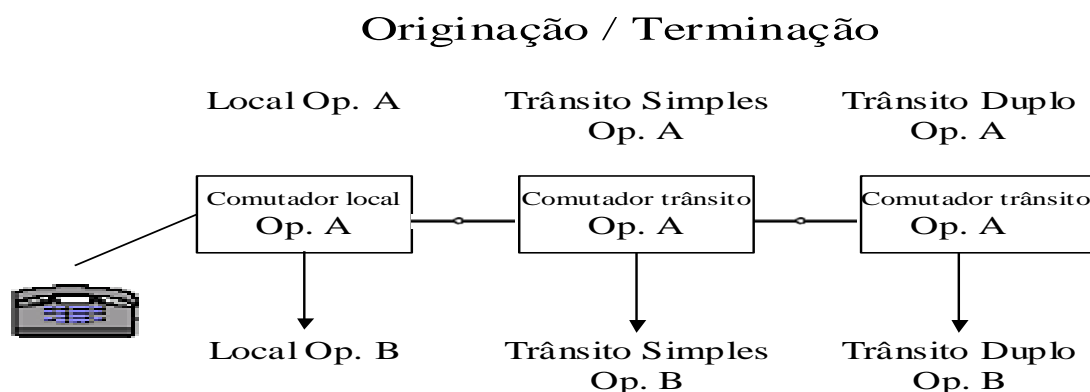 Originação / Terminação
Local Op. A
Trânsito Simples
Op. A
Trânsito Duplo
Op. A
Comutador local
Op. A
Comutador trânsito
Op. A
Comutador trânsito
Op. A
Local Op. B
Trânsito Simples
Op. B
Trânsito Duplo
Op. B